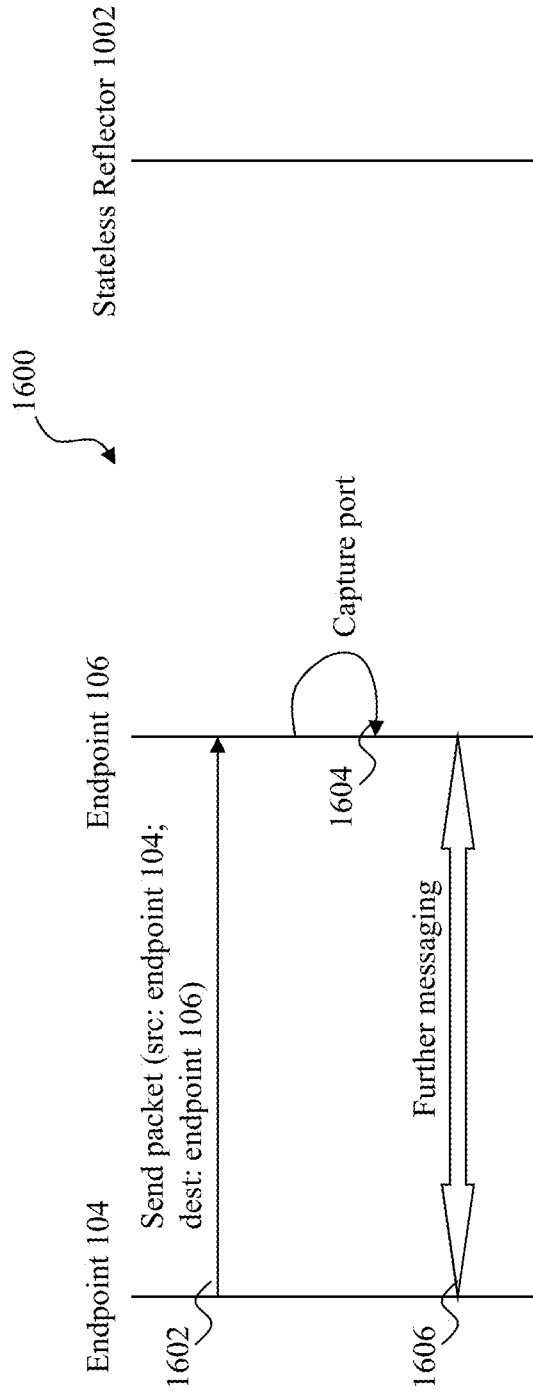 1600
Endpoint 104
Endpoint 106
Stateless Reflector 1002
1602
Send packet (src: endpoint 104;
dest: endpoint 106)
1604
Capture port
1606
Further messaging